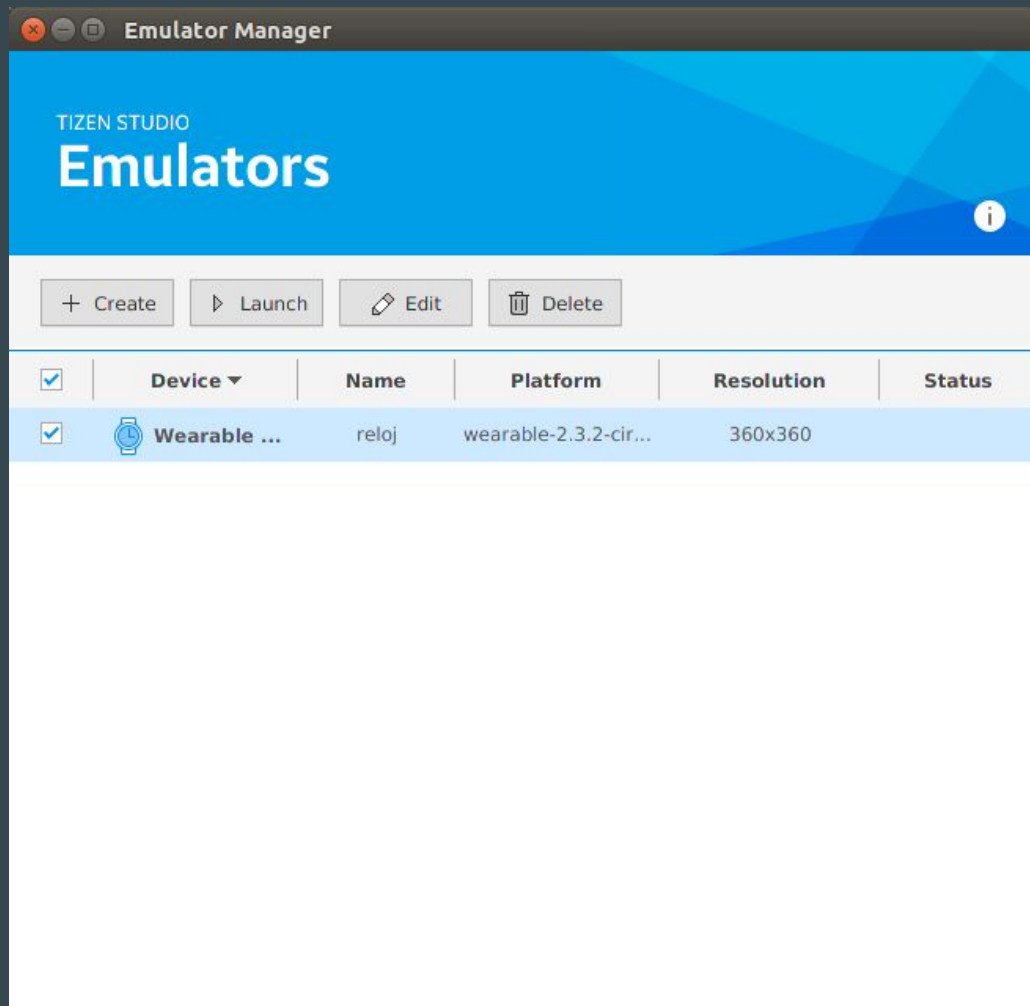 Emulator Manager
TIZEN STUDIO
Emulators
Create Launch Edit Delete
Device Name Platform Resolution Status
Wearable ... reloj wearable-2.3.2-cir... 360x360